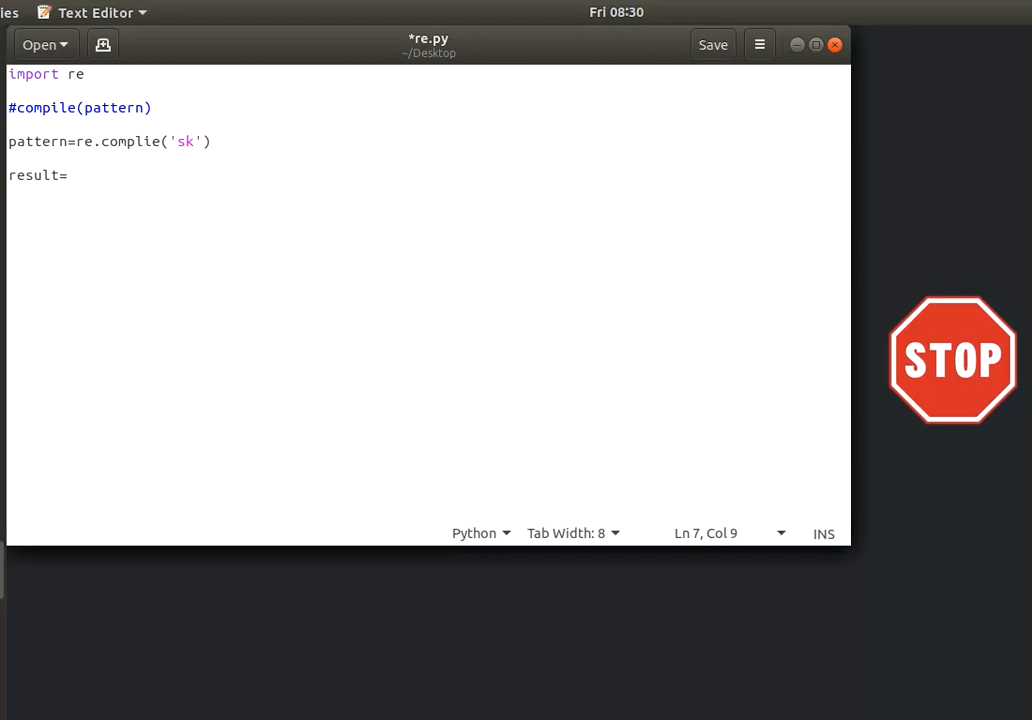 ies Text Editor Fri 08:30
Open *re.py Save
~/Desktop
import re
#compile(pattern)
pattern=re.complie('sk')
result=
STOP
Python Tab Width: 8 Ln 7, Col 9 INS